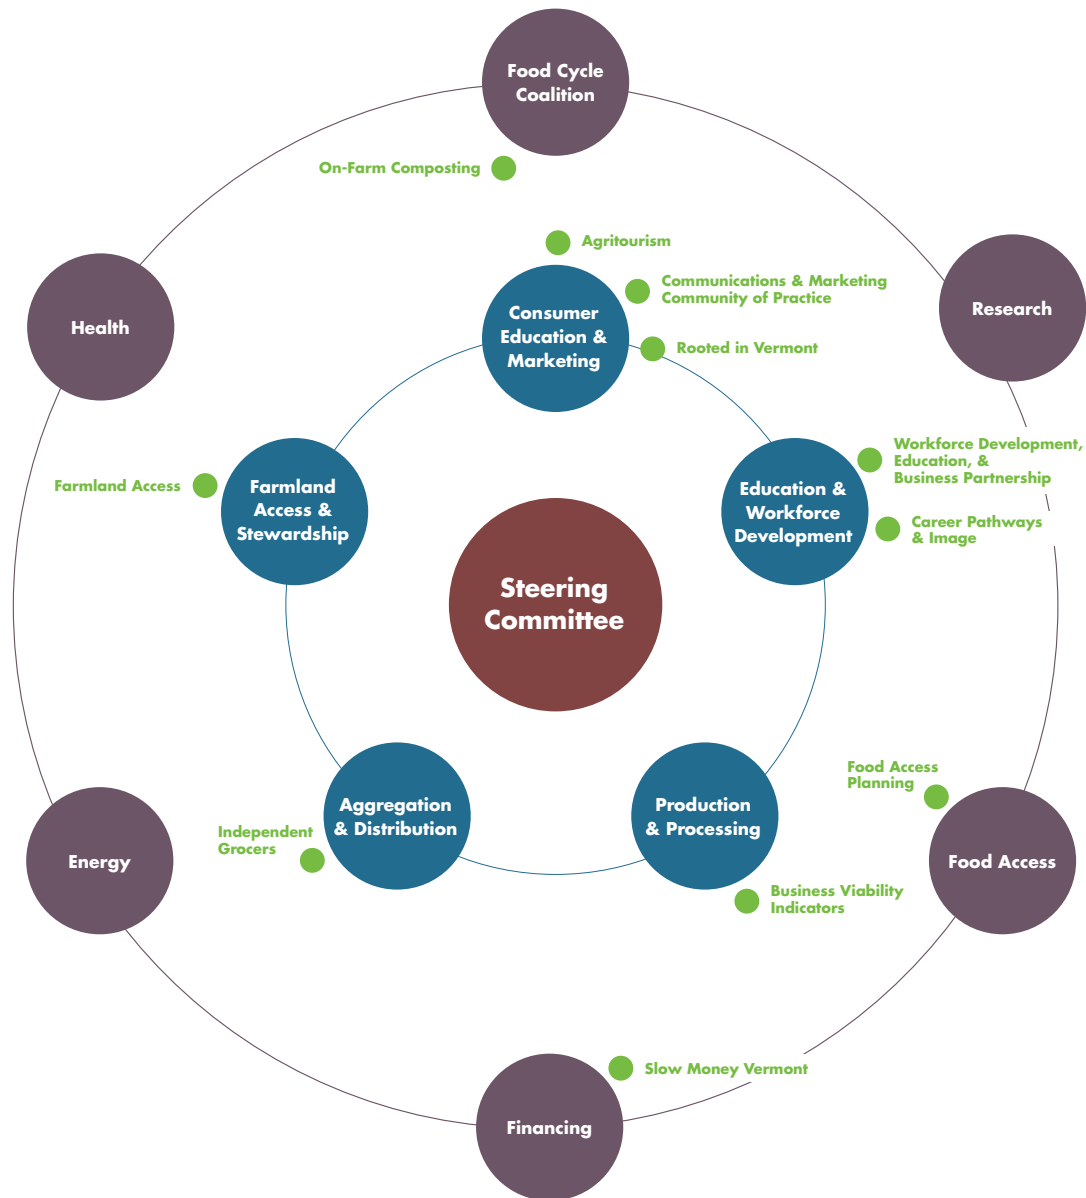 Food Cycle
Coalition
On-Farm Composting
Agritourism
Communications & Marketing
Community of Practice
Consumer
Education &
Marketing
Rooted in Vermont
Health
Research
Workforce Development,
Education, &
Business Partnership
Farmland Access
Farmland
Access &
Stewardship
Education &
Workforce
Development
Career Pathways
& Image
Steering
Committee
Food Access
Planning
Aggregation
& Distribution
Production
& Processing
Independent
Grocers
Energy
Food Access
Business Viability
Indicators
Slow Money Vermont
Financing